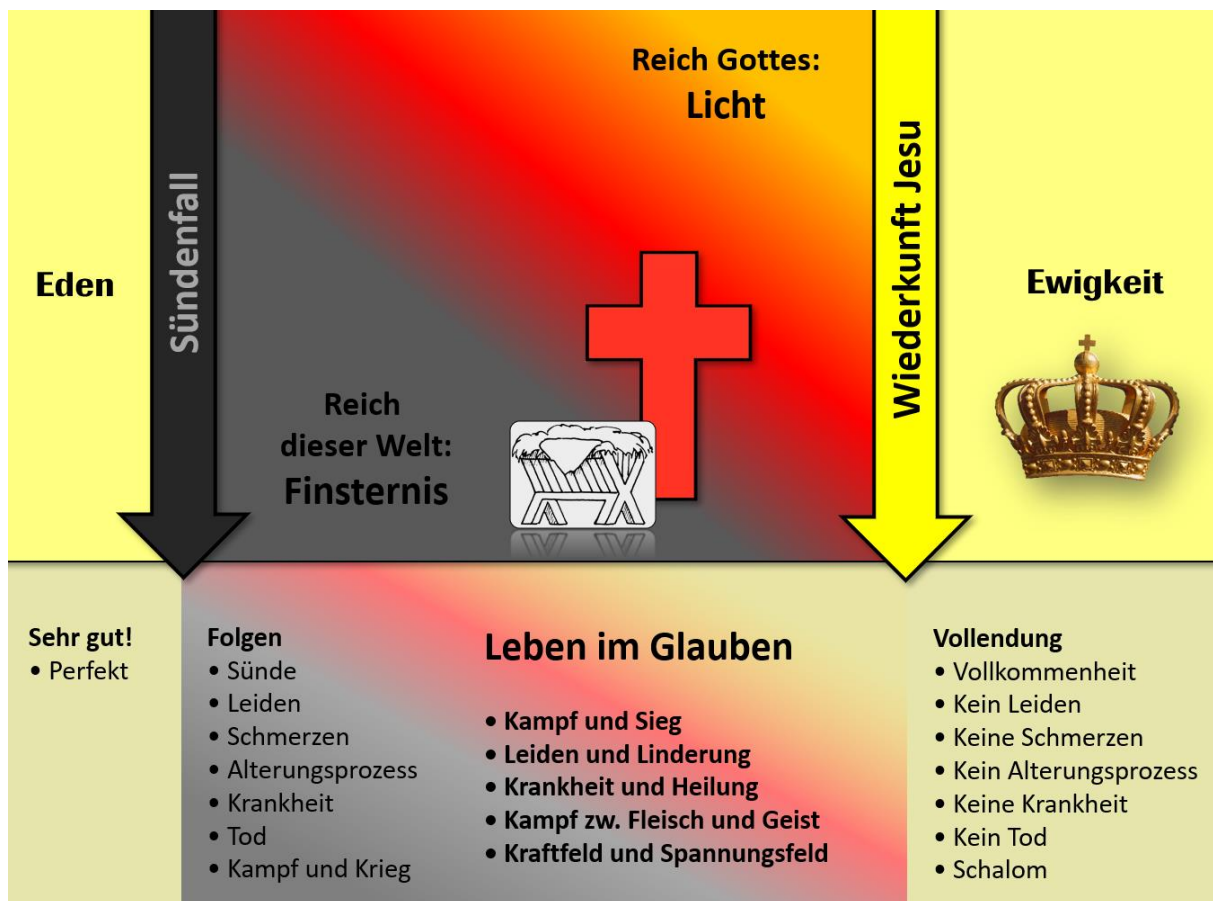 Eden
Sündenfall
Reich Gottes:
Licht
Reich
dieser Welt:
Finsternis
Wiederkunft Jesu
Ewigkeit
Sehr gut!
• Perfekt
Folgen
• Sünde
• Leiden
• Schmerzen
• Alterungsprozess
• Krankheit
• Tod
• Kampf und Krieg
Leben im Glauben
• Kampf und Sieg
• Leiden und Linderung
• Krankheit und Heilung
• Kampf zw. Fleisch und Geist
• Kraftfeld und Spannungsfeld
Vollendung
• Vollkommenheit
• Kein Leiden
• Keine Schmerzen
• Kein Alterungsprozess
• Keine Krankheit
• Kein Tod
• Schalom